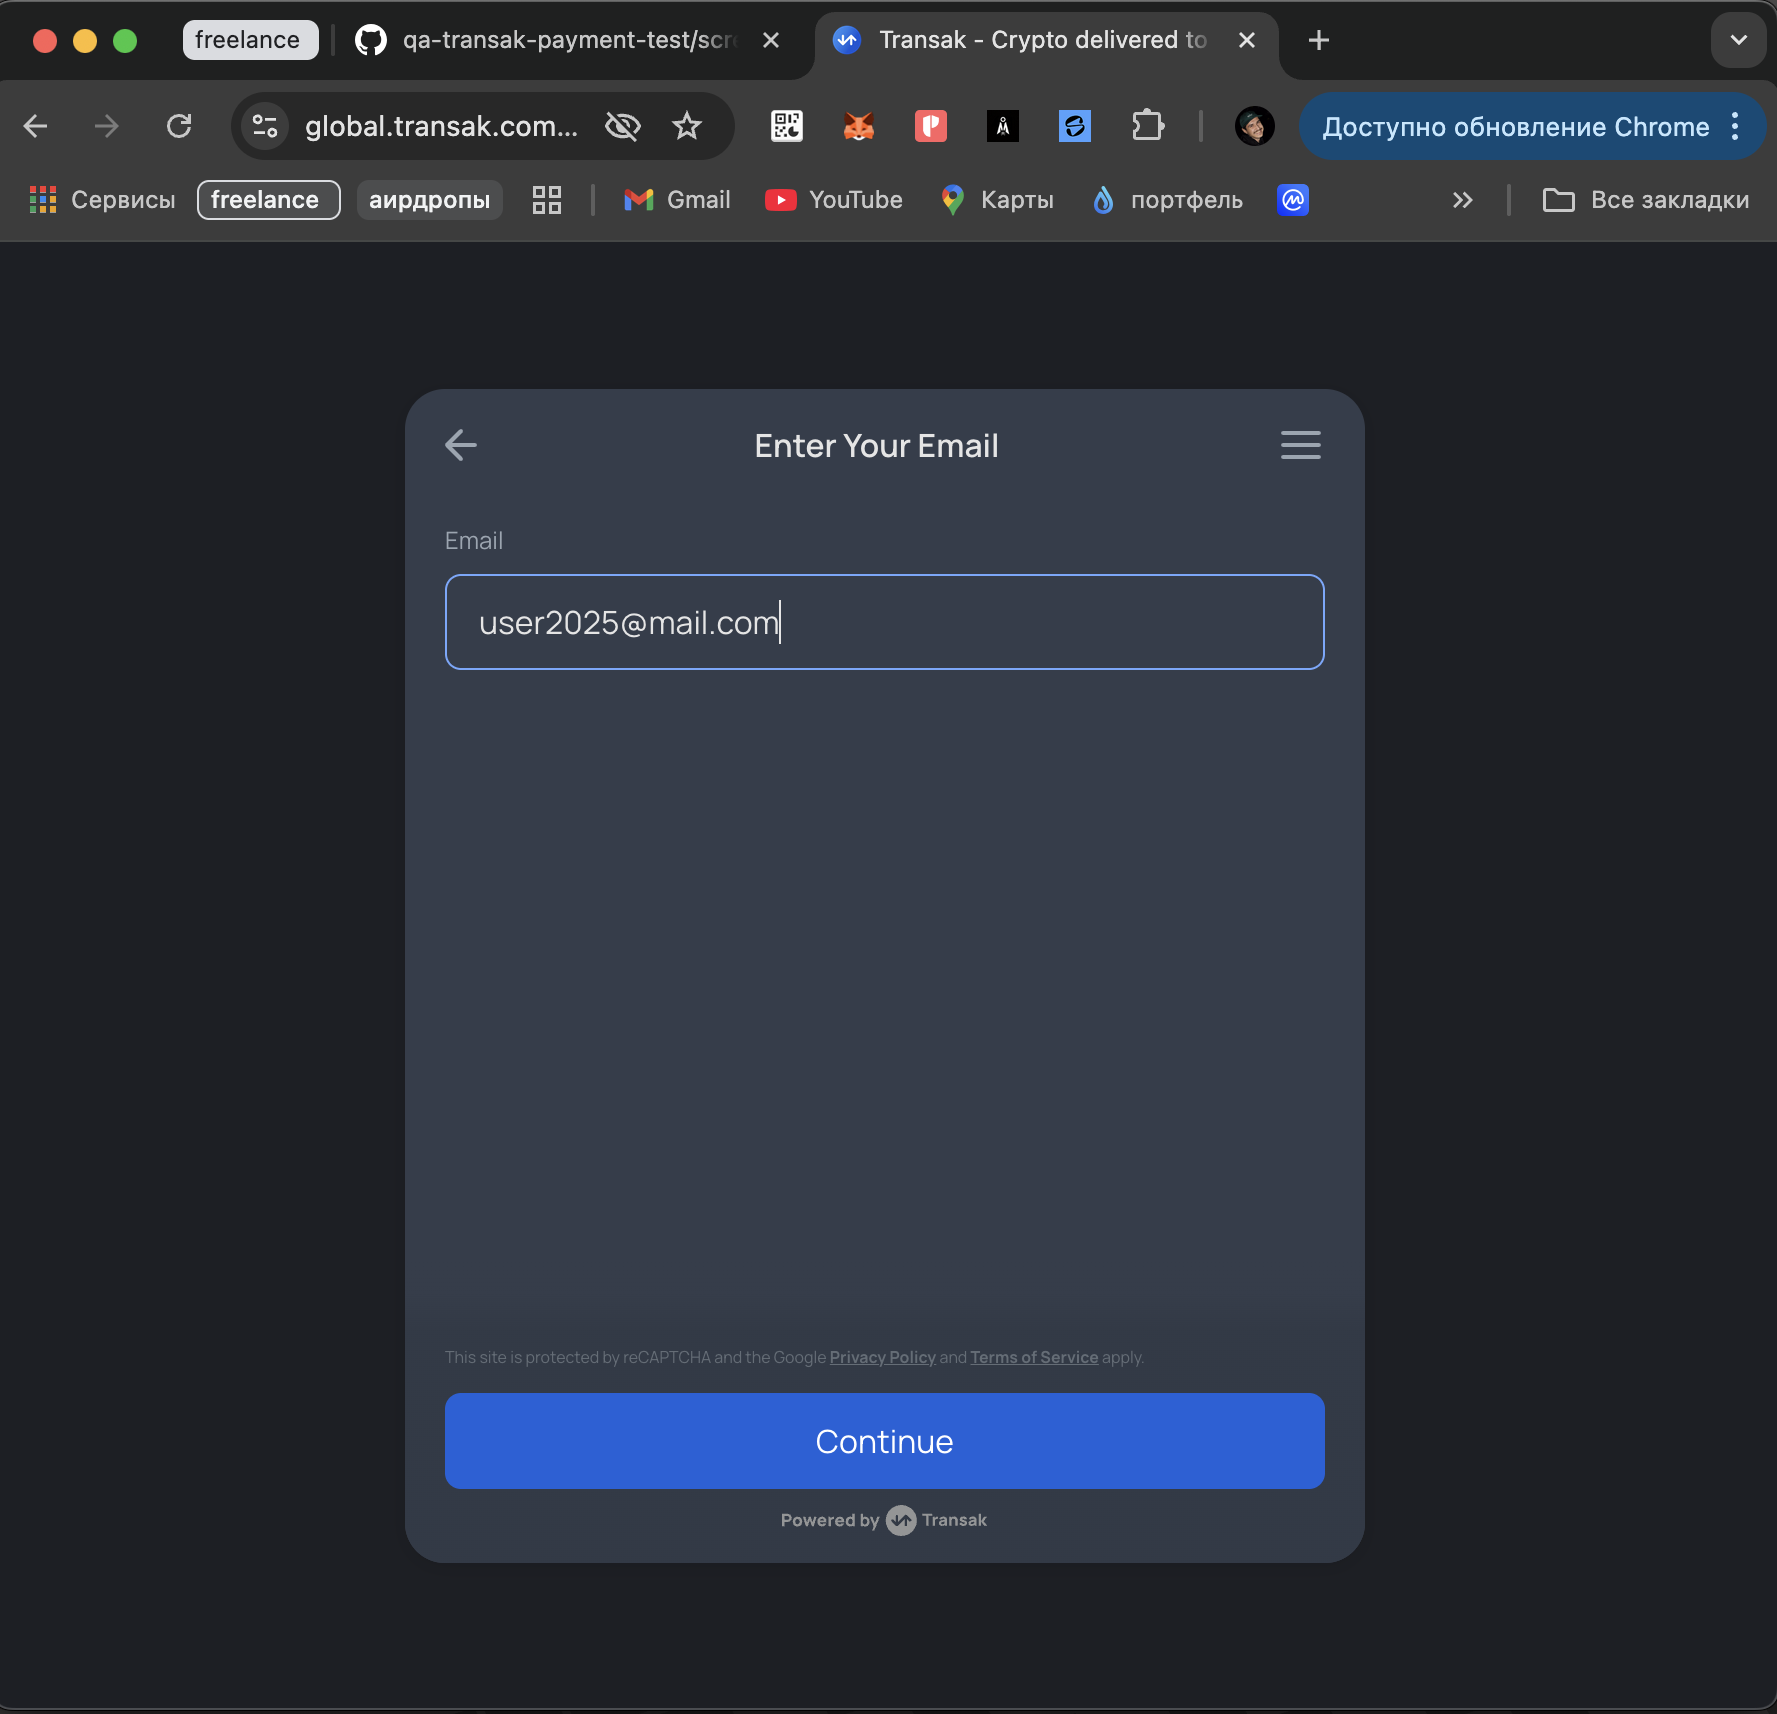 freelance
qa-transak-payment-test/scre
Transak - Crypto delivered to
global.transak.com...
Доступно обновление Chrome
Сервисы
freelance
аирдропы
Gmail
YouTube
Карты
портфель
Все закладки
Enter Your Email
Email
user2025@mail.com
This site is protected by reCAPTCHA and the Google Privacy Policy and Terms of Service apply.
Continue
Powered by Transak